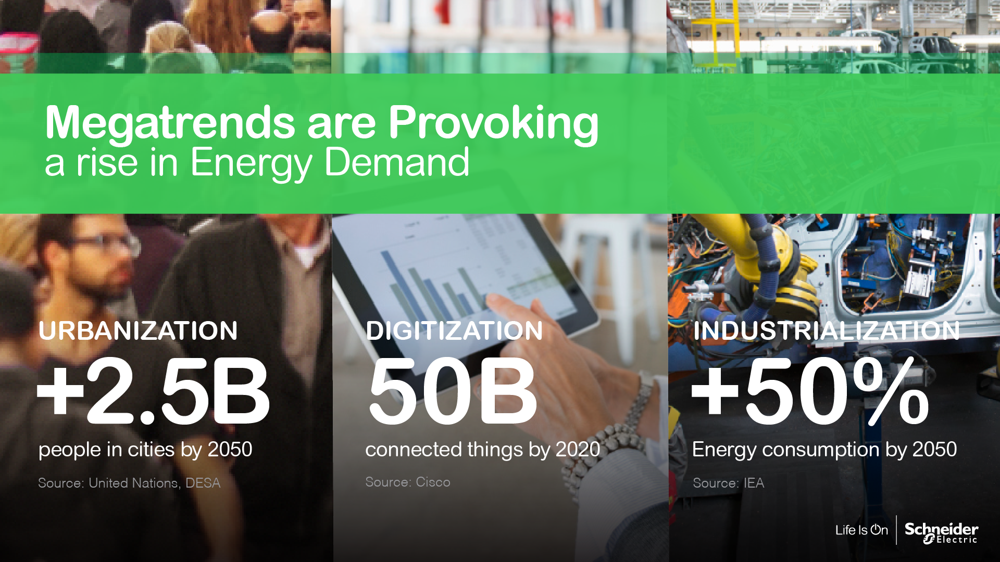 Megatrends are Provoking
a rise in Energy Demand
URBANIZATION
+2.5B
people in cities by 2050
Source: United Nations, DESA
DIGITIZATION
50B
connected things by 2020
Source: Cisco
INDUSTRIALIZATION
+50%
Energy consumption by 2050
Source: IEA
Life Is On
Schneider
Electric